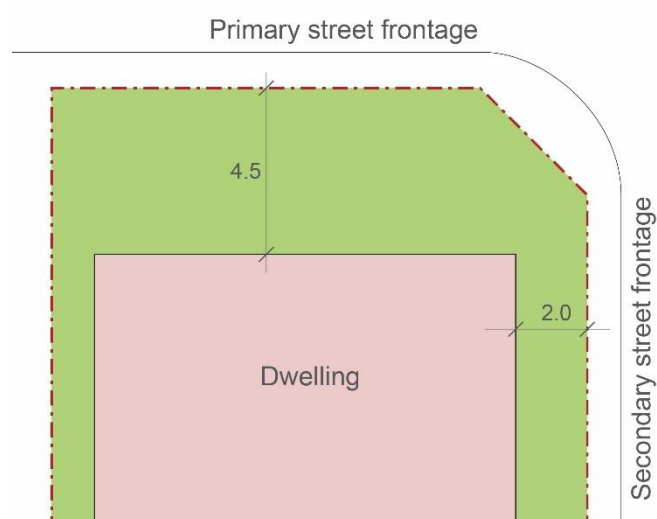 Primary street frontage
4.5
2.0
Dwelling
Secondary street frontage